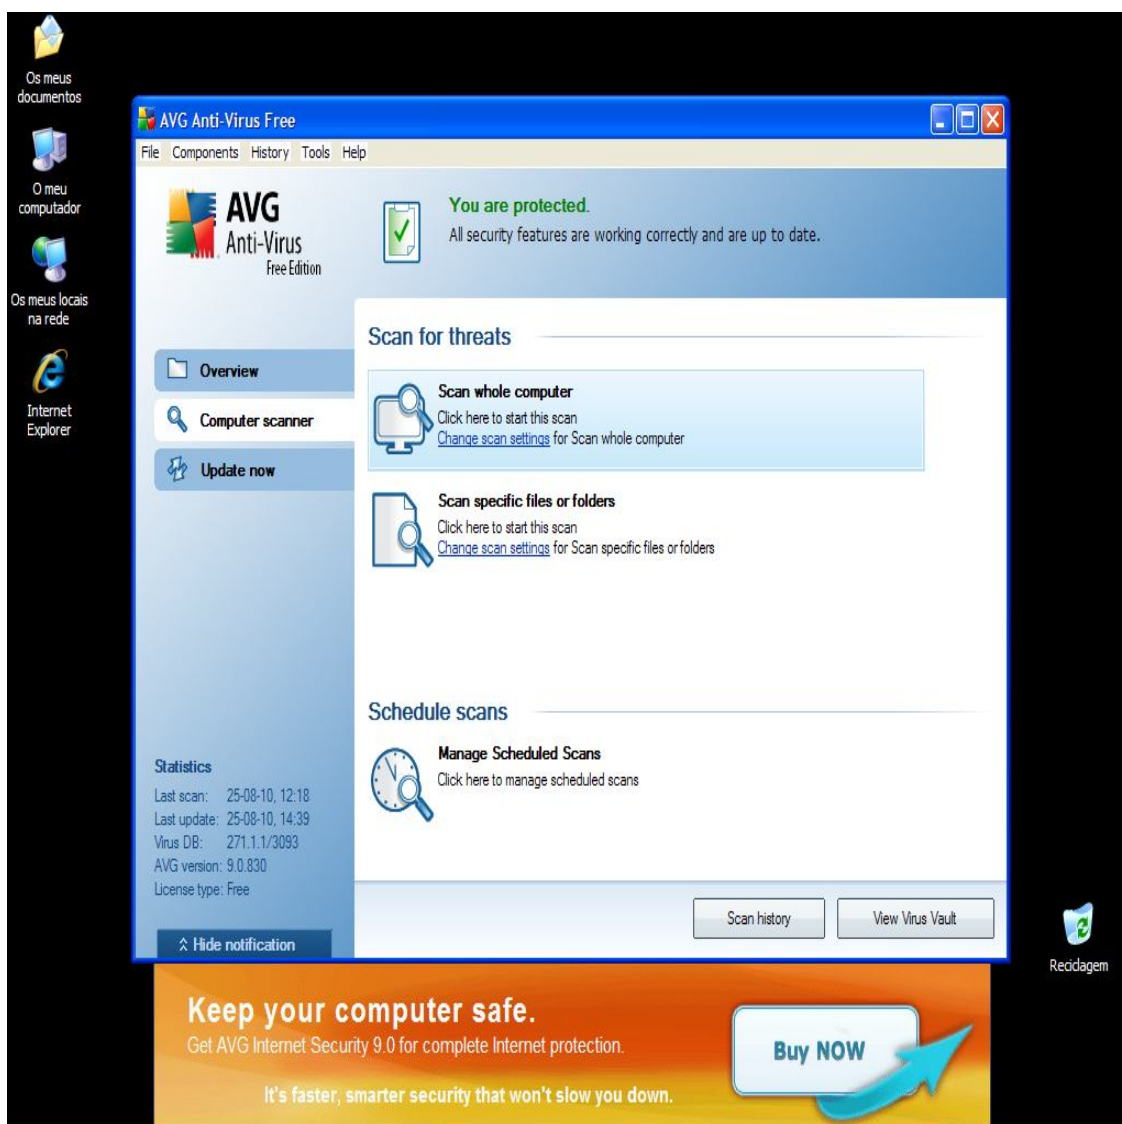 Os meus
documentos
O meu
computador
Os meus locais
na rede
Internet
Explorer
AVG Anti-Virus Free
File Components History Tools Help
AVG
Anti-Virus
Free Edition
You are protected.
All security features are working correctly and are up to date.
Overview
Computer scanner
Update now
Scan for threats
Scan whole computer
Click here to start this scan
Change scan settings for Scan whole computer
Scan specific files or folders
Click here to start this scan
Change scan settings for Scan specific files or folders
Schedule scans
Manage Scheduled Scans
Click here to manage scheduled scans
Statistics
Last scan: 25-08-10, 12:18
Last update: 25-08-10, 14:39
Virus DB: 271.1.1/3093
AVG version: 9.0.830
License type: Free
Hide notification
Scan history
View Virus Vault
Reciclagem
Keep your computer safe.
Get AVG Internet Security 9.0 for complete Internet protection.
It's faster, smarter security that won't slow you down.
Buy NOW